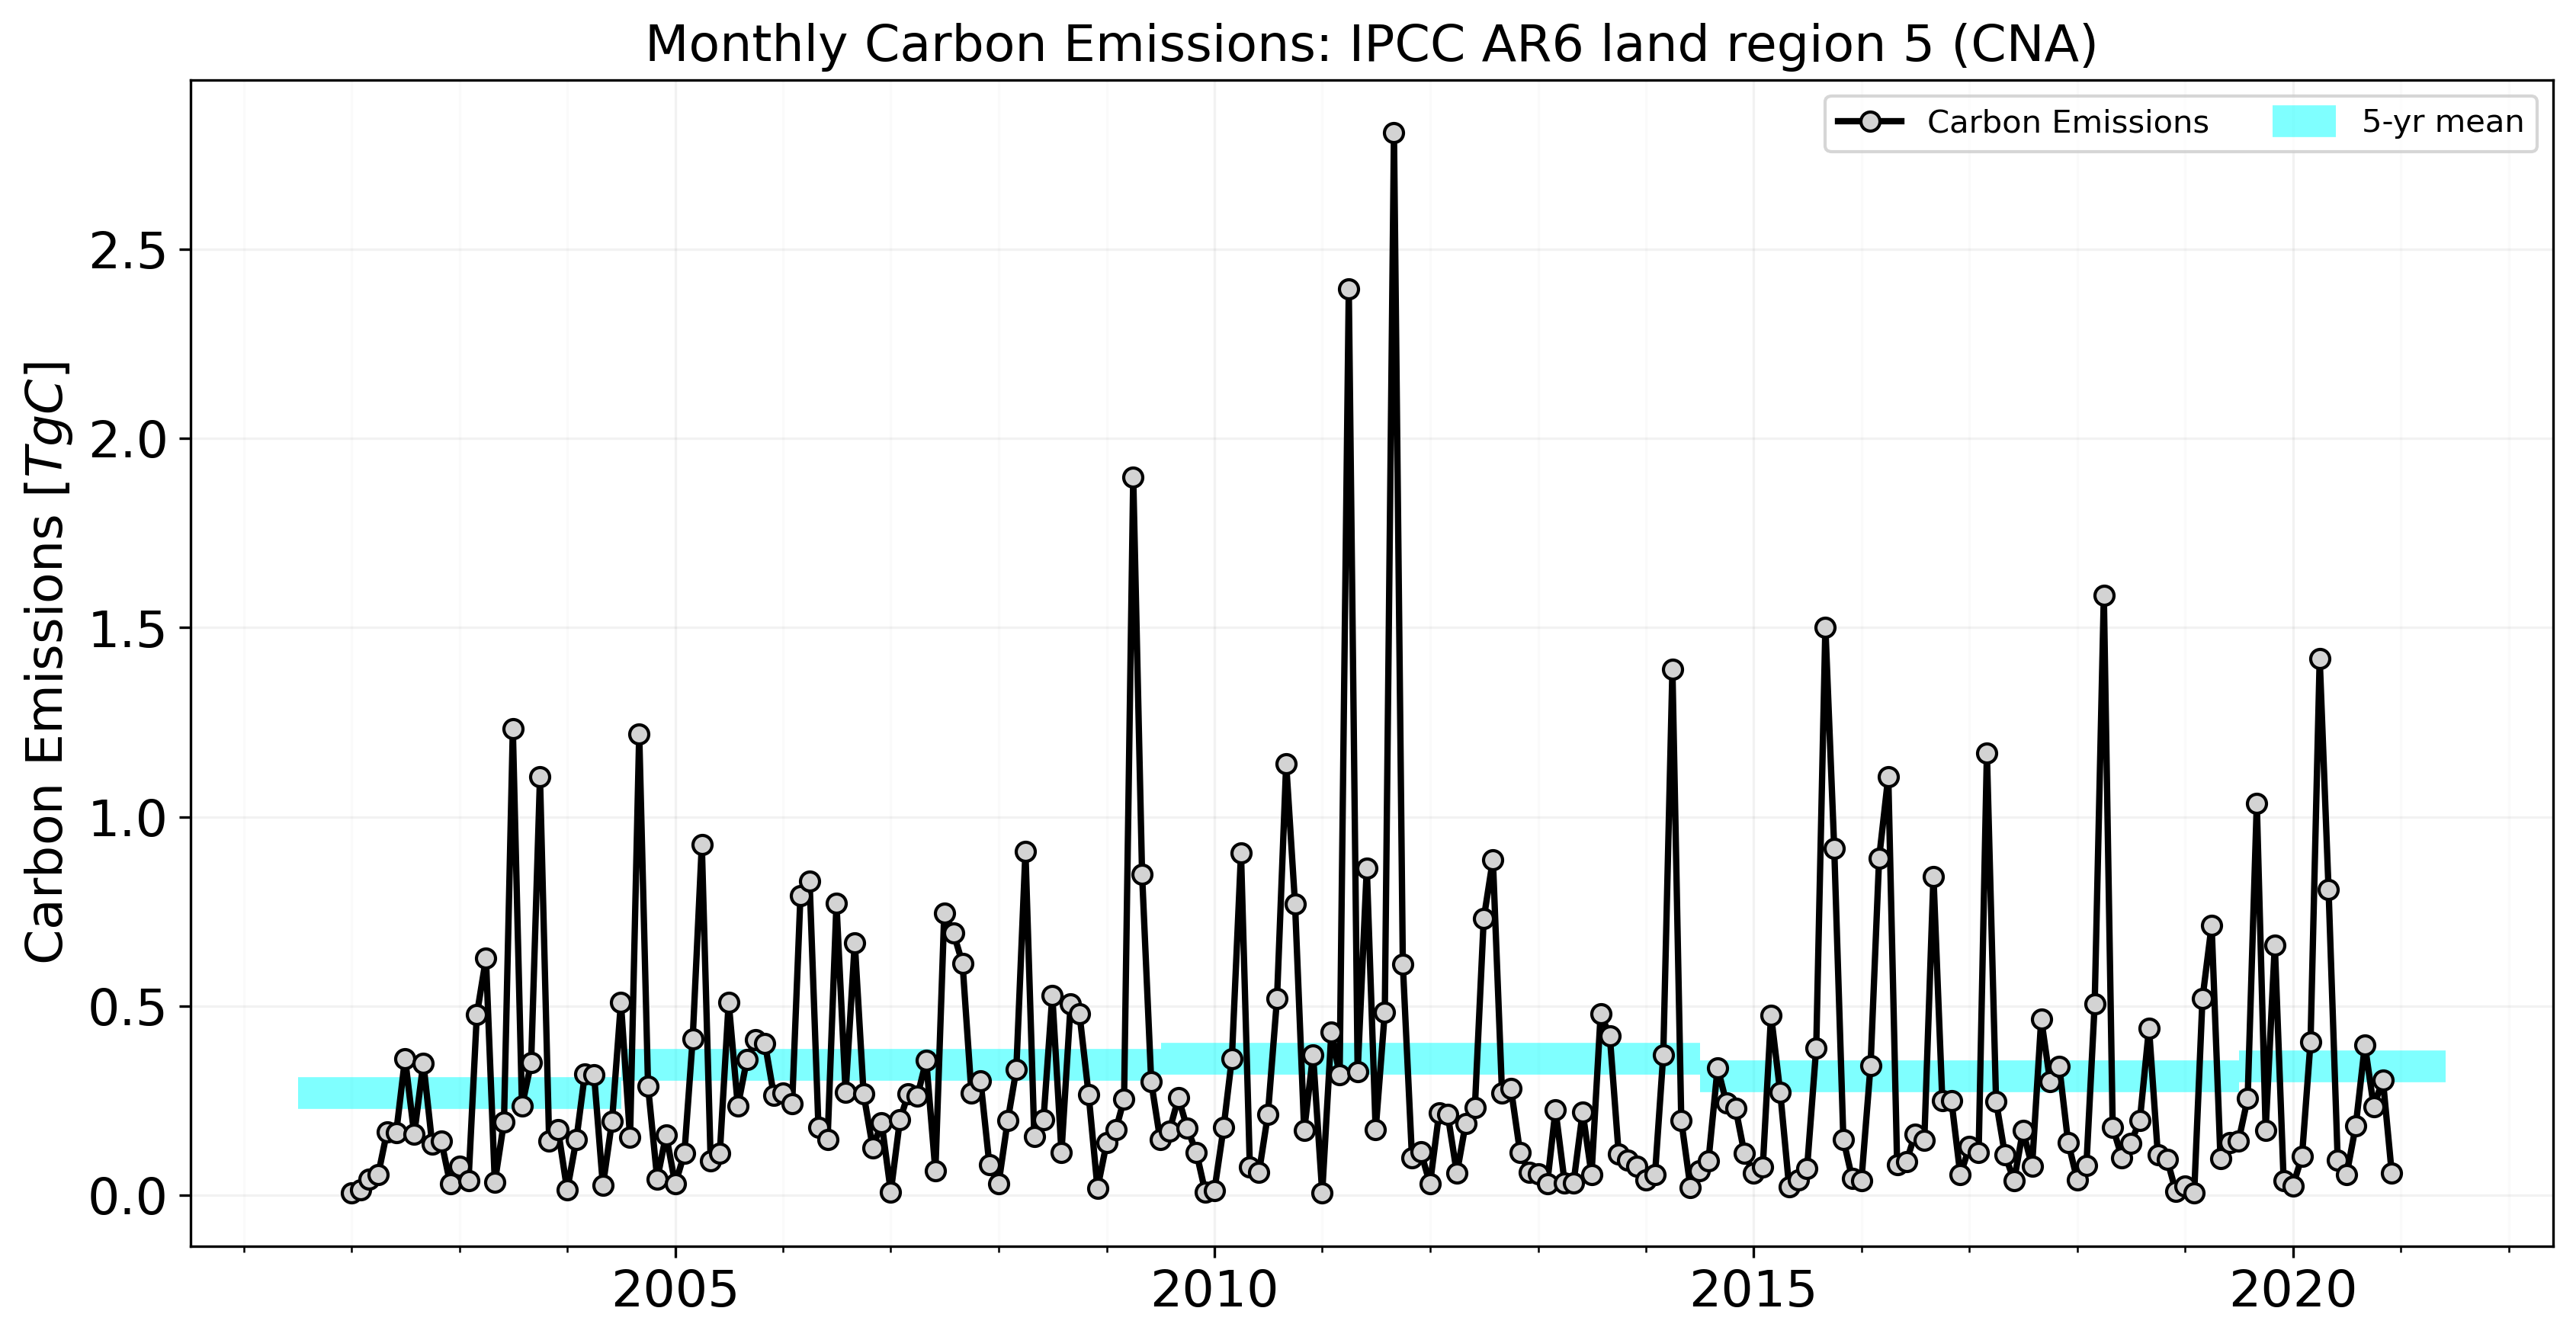 Monthly Carbon Emissions: IPCC AR6 land region 5 (CNA)
Carbon Emissions 5-yr mean
Carbon Emissions [TgC]
2.5
2.0
1.5
1.0
0.5
0.0
2005 2010 2015 2020